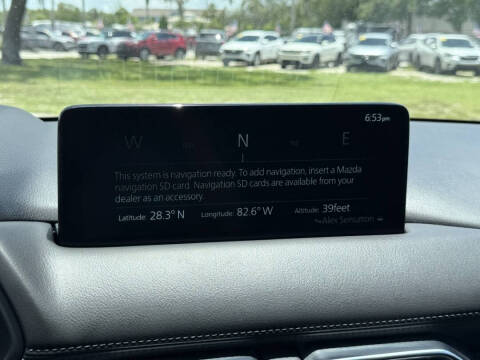 6:53pm
W N E
This system is navigation ready. To add navigation, insert a Mazda
navigation SD card. Navigation SD cards are available from your
dealer as an accessory.
Latitude: 28.3° N Longitude: 82.6° W Altitude: 39feet